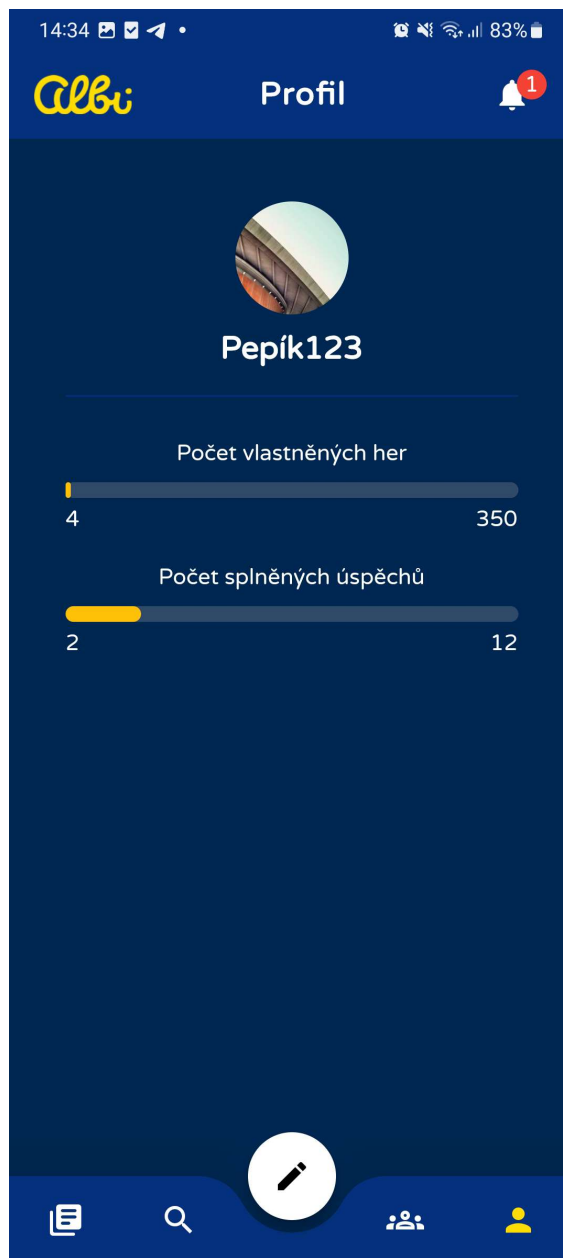 14:34
83%
albi
Profil
1
Pepík123
Počet vlastněných her
4
350
Počet splněných úspěchů
2
12